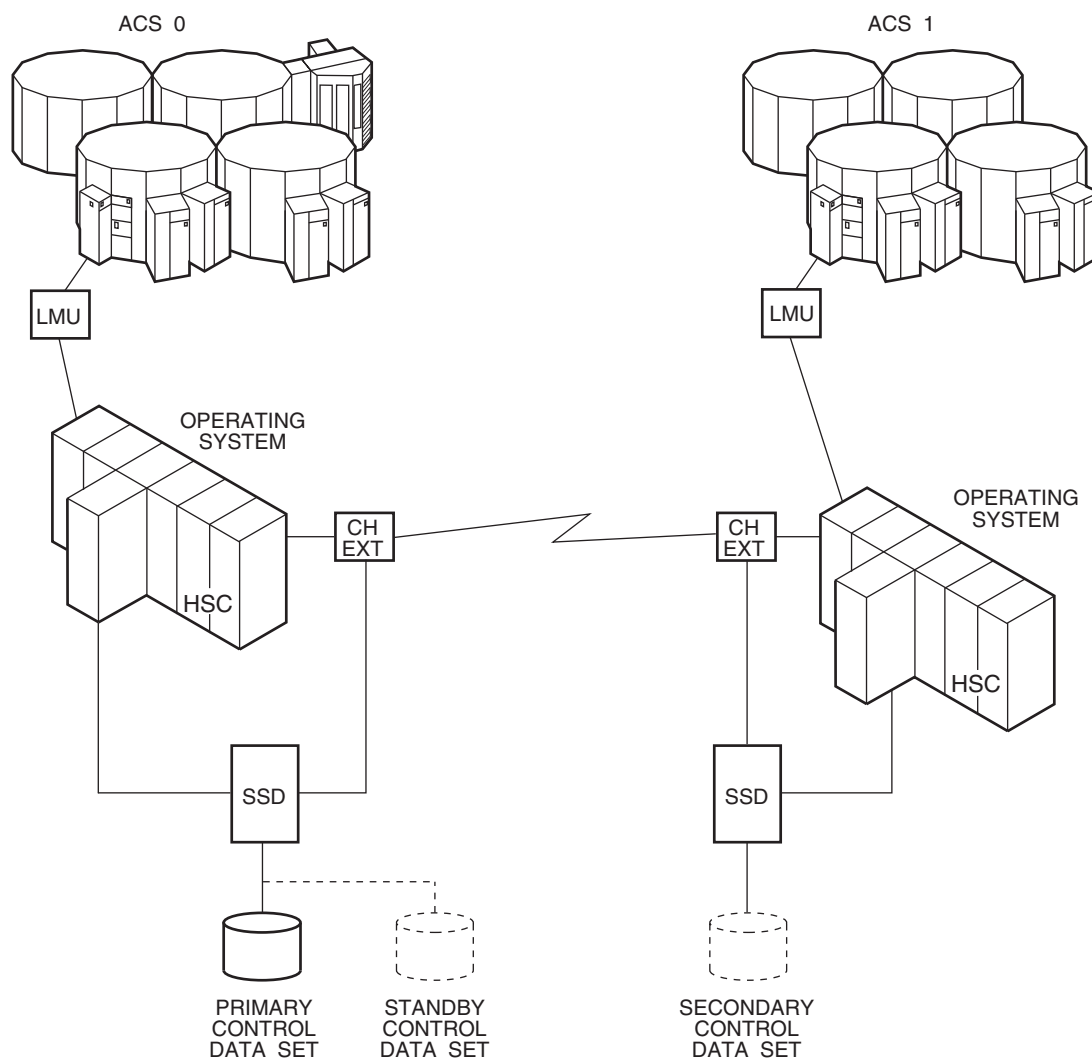 ACS 0
ACS 1
LMU
LMU
OPERATING
SYSTEM
OPERATING
SYSTEM
CH
EXT
CH
EXT
HSC
HSC
SSD
SSD
PRIMARY
CONTROL
DATA SET
STANDBY
CONTROL
DATA SET
SECONDARY
CONTROL
DATA SET